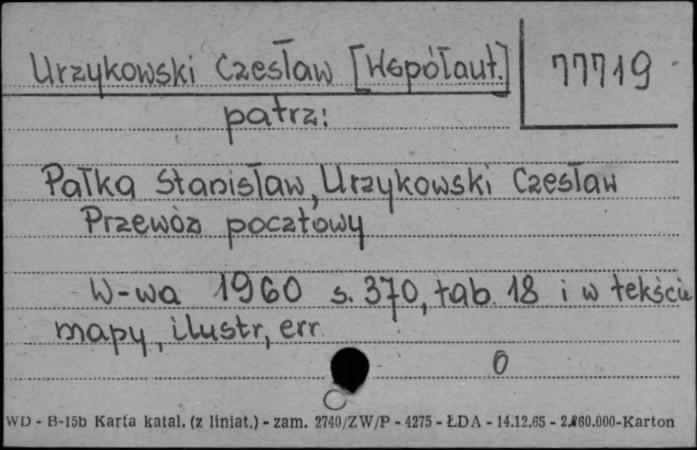 Urzykowski Czesław [Współaut.] 77719
patrz:
Pałka Stanisław, Urzykowski Czesław
Przewóz pocztowy
W-wa 1960 s. 370, tab. 18 i w tekście
mapy, ilustr, err
0
WD - B-15b Karta katal. (z liniat.) - zam. 2740/ZW/P - 4275 - ŁDA - 14.12.65 - 2.860.000-Karton